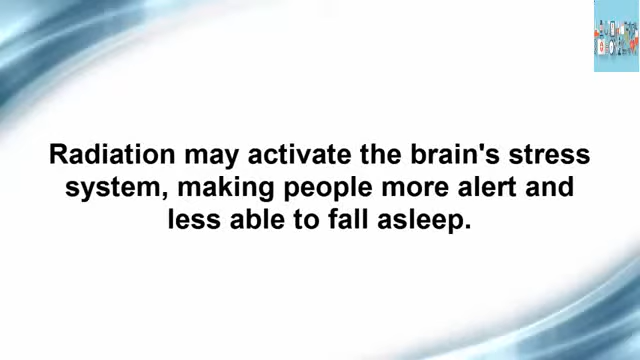 Radiation may activate the brain's stress
system, making people more alert and
less able to fall asleep.